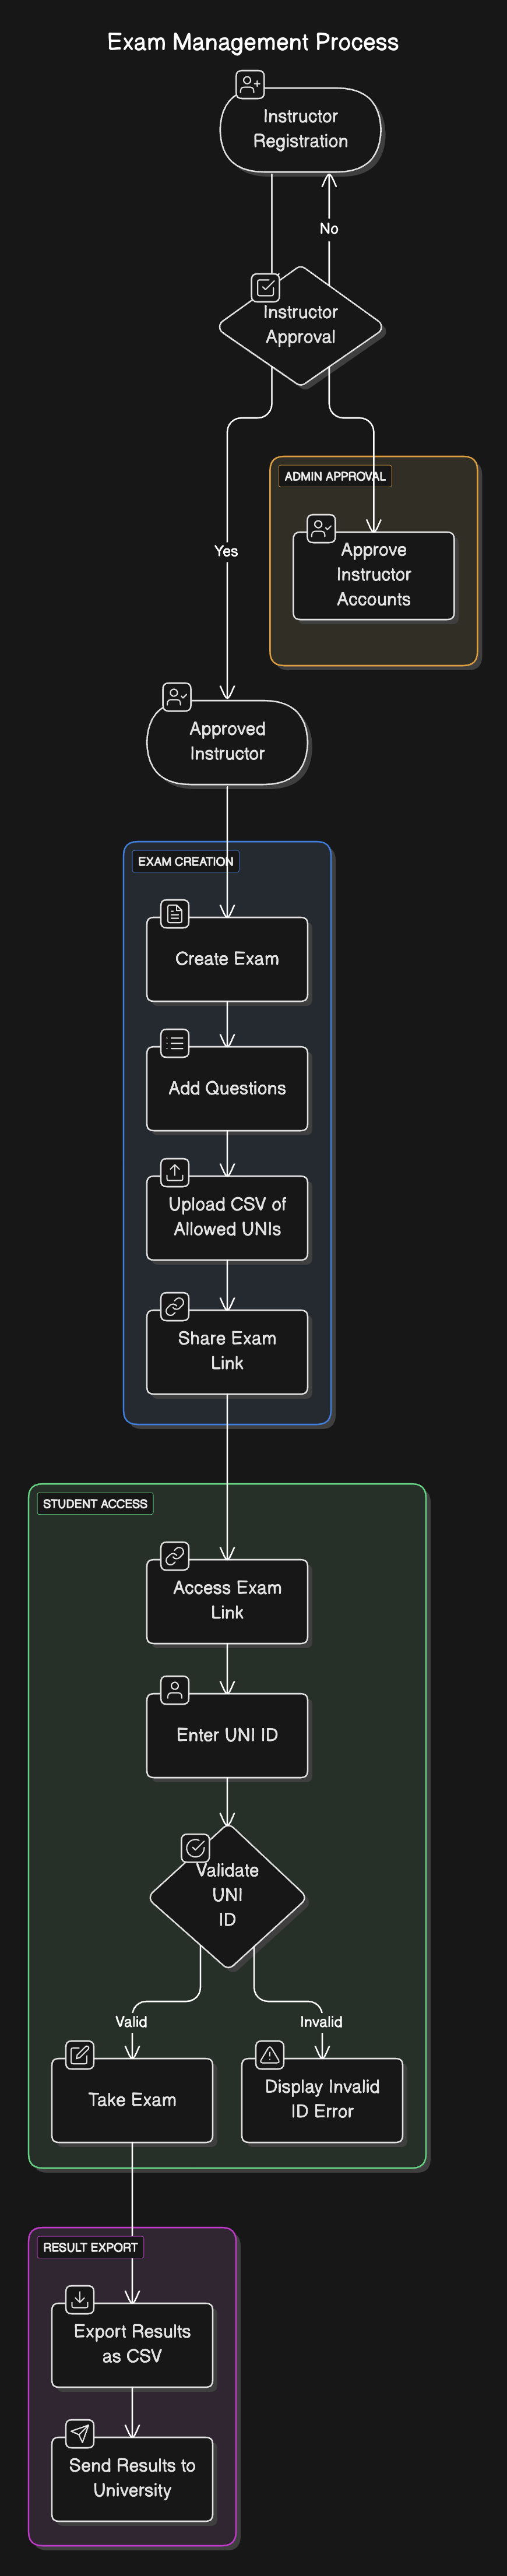 Exam Management Process
Instructor
Registration
No
Instructor
Approval
ADMIN APPROVAL
Yes
Approve
Instructor
Accounts
Approved
Instructor
EXAM CREATION
Create Exam
Add Questions
Upload CSV of
Allowed UNIs
Share Exam
Link
STUDENT ACCESS
Access Exam
Link
Enter UNI ID
Validate
UNI
ID
Valid
Invalid
Take Exam
Display Invalid
ID Error
RESULT EXPORT
Export Results
as CSV
Send Results to
University